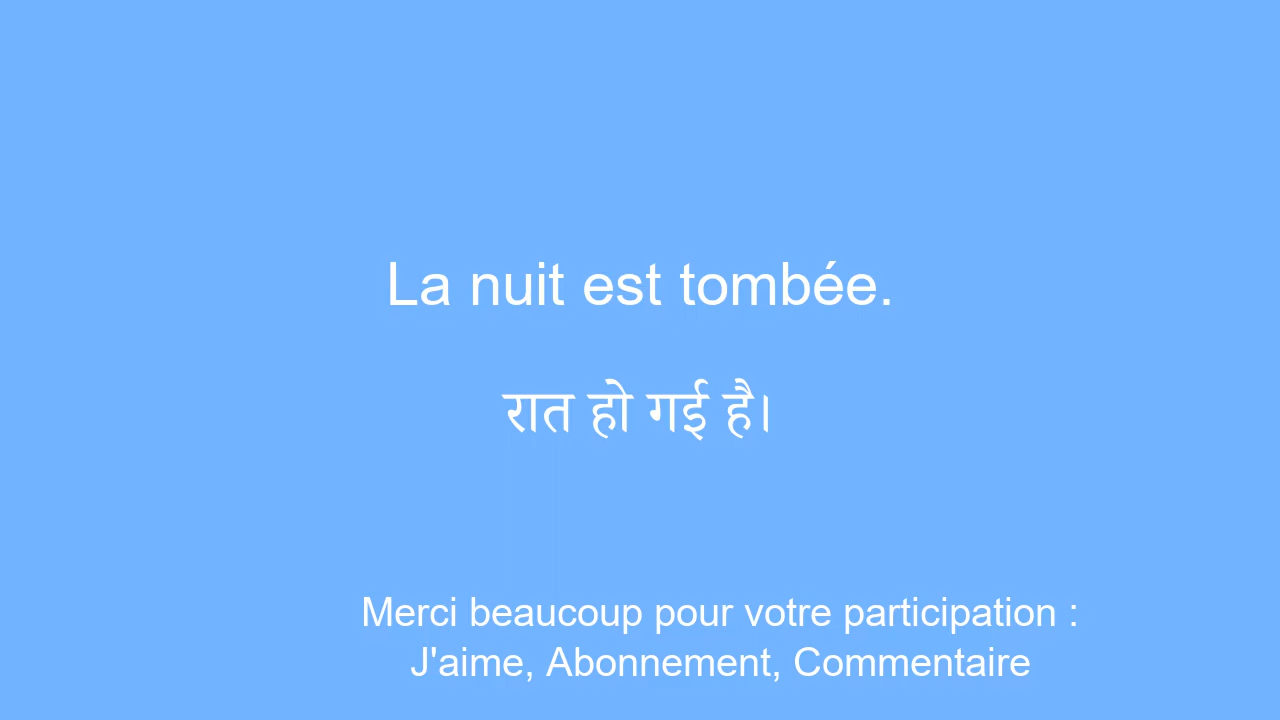 La nuit est tombée.
रात हो गई है।
Merci beaucoup pour votre participation :
J'aime, Abonnement, Commentaire